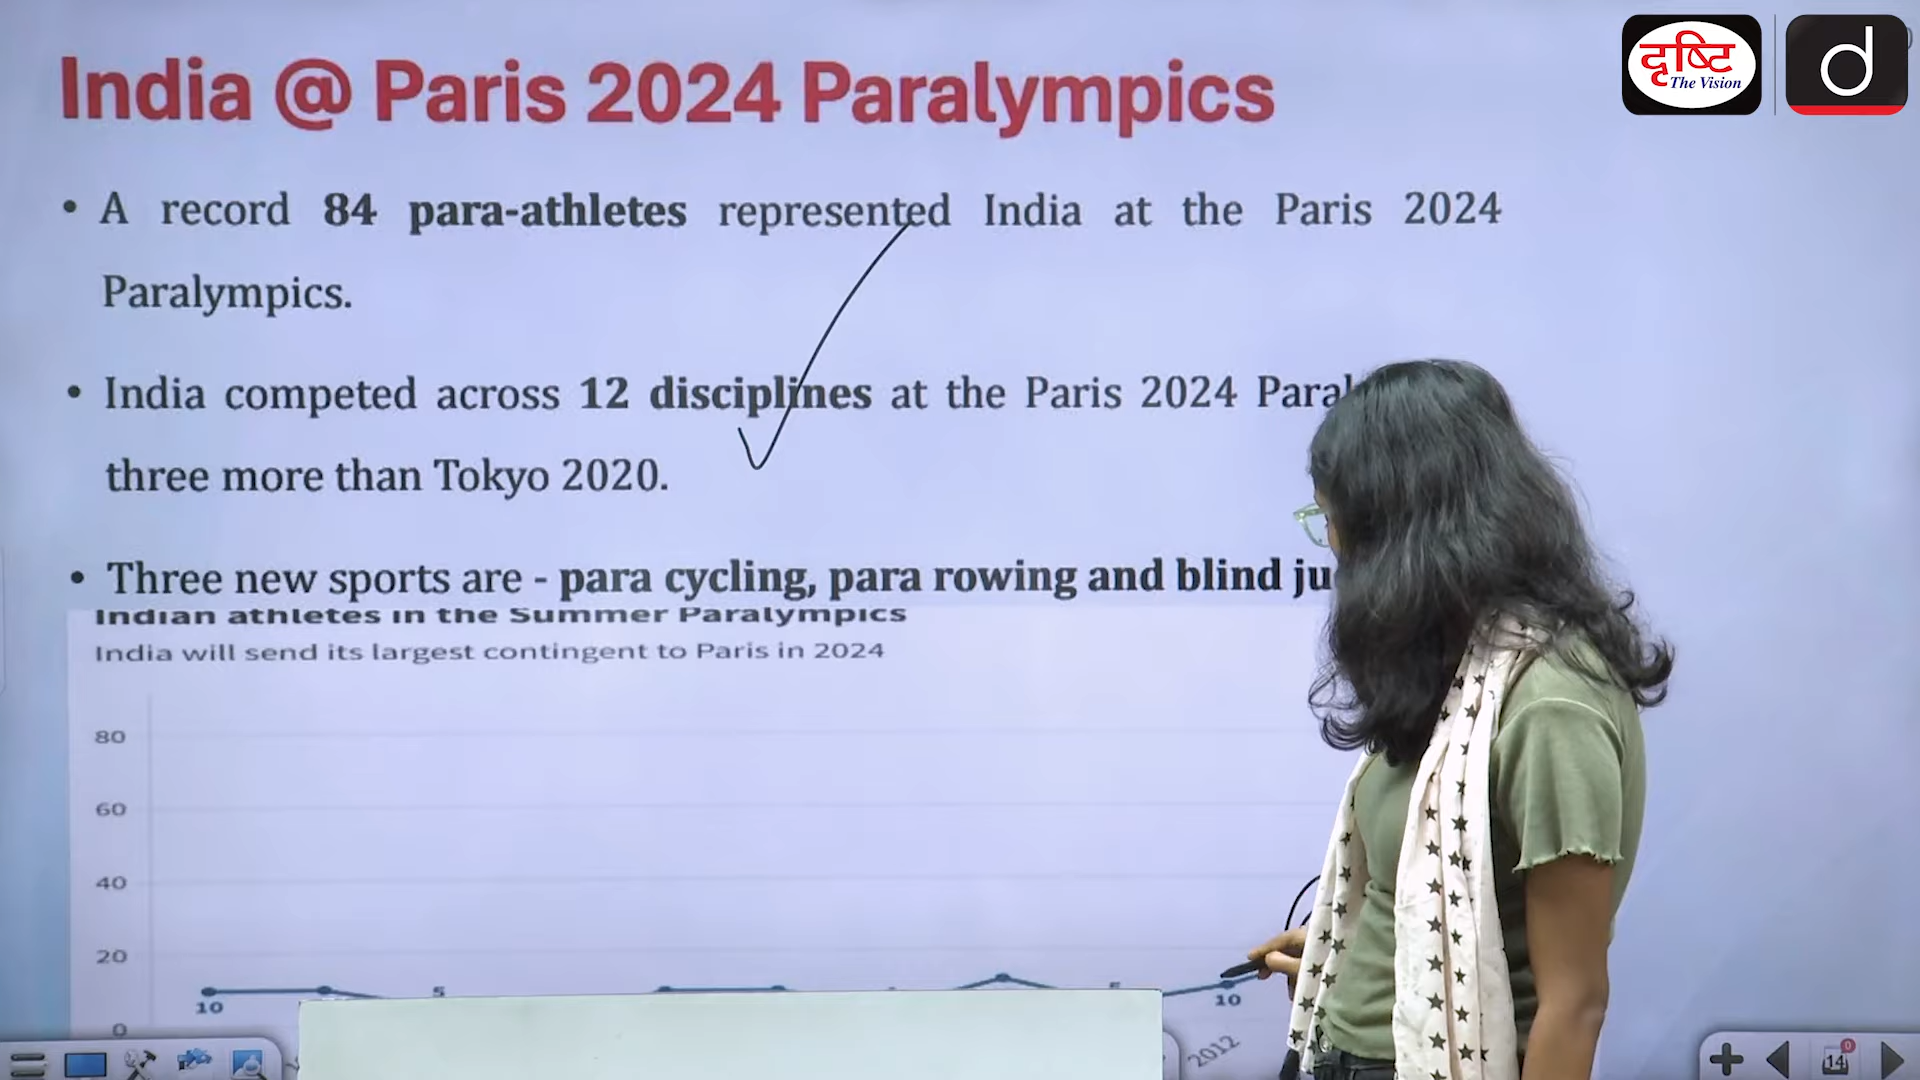 दृष्टि
The Vision
d
India @ Paris 2024 Paralympics
• A record 84 para-athletes represented India at the Paris 2024
Paralympics.
• India competed across 12 disciplines at the Paris 2024
three more than Tokyo 2020.
• Three new sports are - para cycling, para rowing and blind
Indian athletes in the Summer Paralympics
India will send its largest contingent to Paris in 2024
80
60
40
20
0
10
5
10
2012
14
0